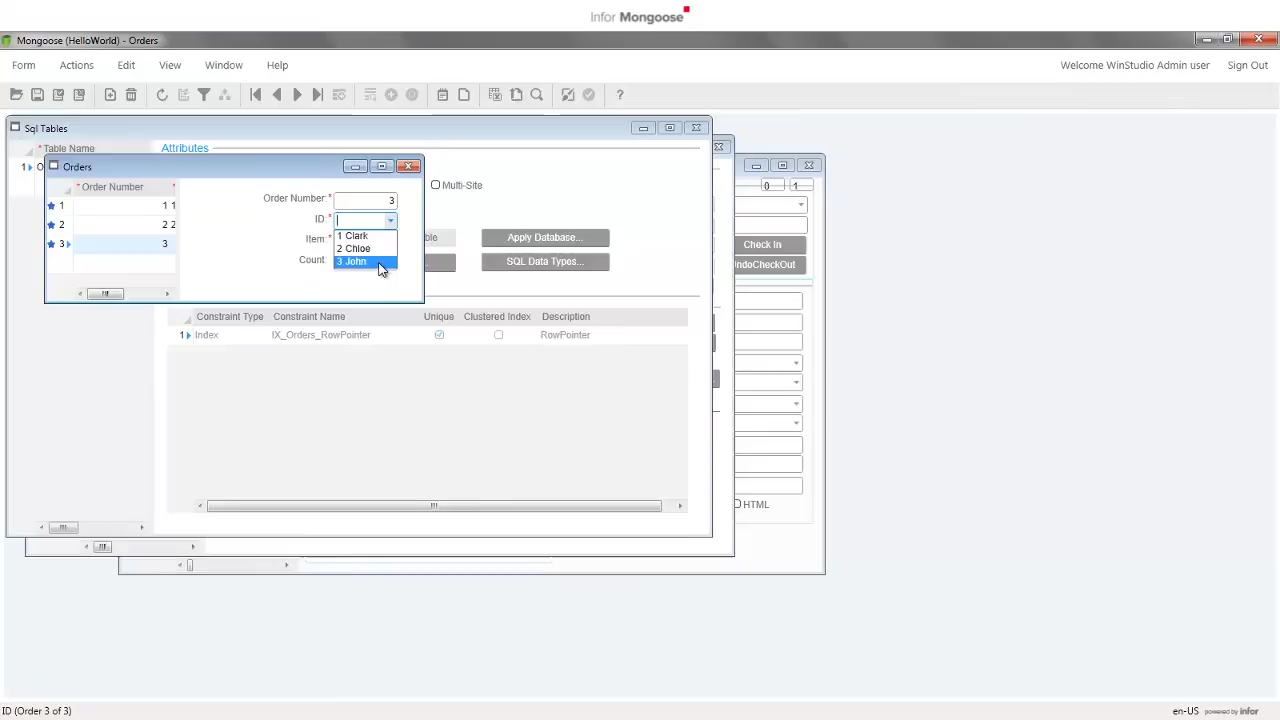 Infor Mongoose
Mongoose (HelloWorld) - Orders
Form Actions Edit View Window Help Welcome WinStudio Admin user Sign Out
Sql Tables
* Table Name Attributes
Orders
* Order Number *
1 1 1
2 2 2
3 3
Order Number: * 3
ID: *
1 Clark
2 Chloe
3 John
Item: *
Count:
Multi-Site
Apply Database...
SQL Data Types...
0 1
Check In
UndoCheckOut
HTML
Constraint Type Constraint Name Unique Clustered Index Description
1 Index IX_Orders_RowPointer RowPointer
ID (Order 3 of 3) en-US powered by infor